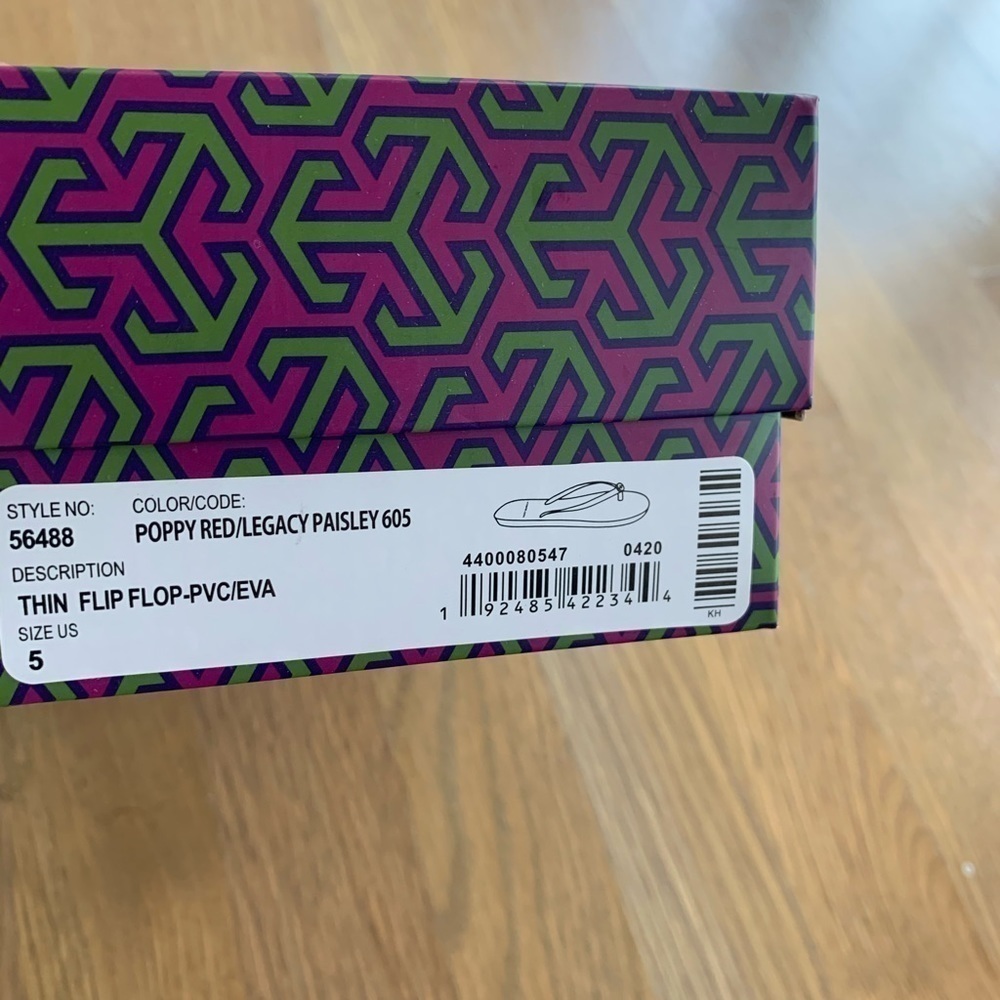 STYLE NO: COLOR/CODE:
56488 POPPY RED/LEGACY PAISLEY 605
DESCRIPTION
THIN FLIP FLOP-PVC/EVA
SIZE US
5
4400080547 0420
1 92485 42234 4
KH